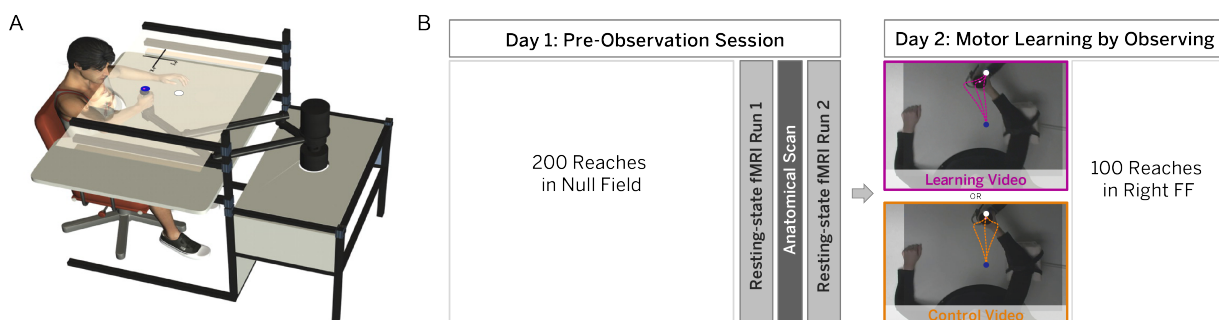 A
B
Day 1: Pre-Observation Session
200 Reaches
in Null Field
Resting-state fMRI Run 1
Anatomical Scan
Resting-state fMRI Run 2
Day 2: Motor Learning by Observing
Learning Video
OR
Control Video
100 Reaches
in Right FF